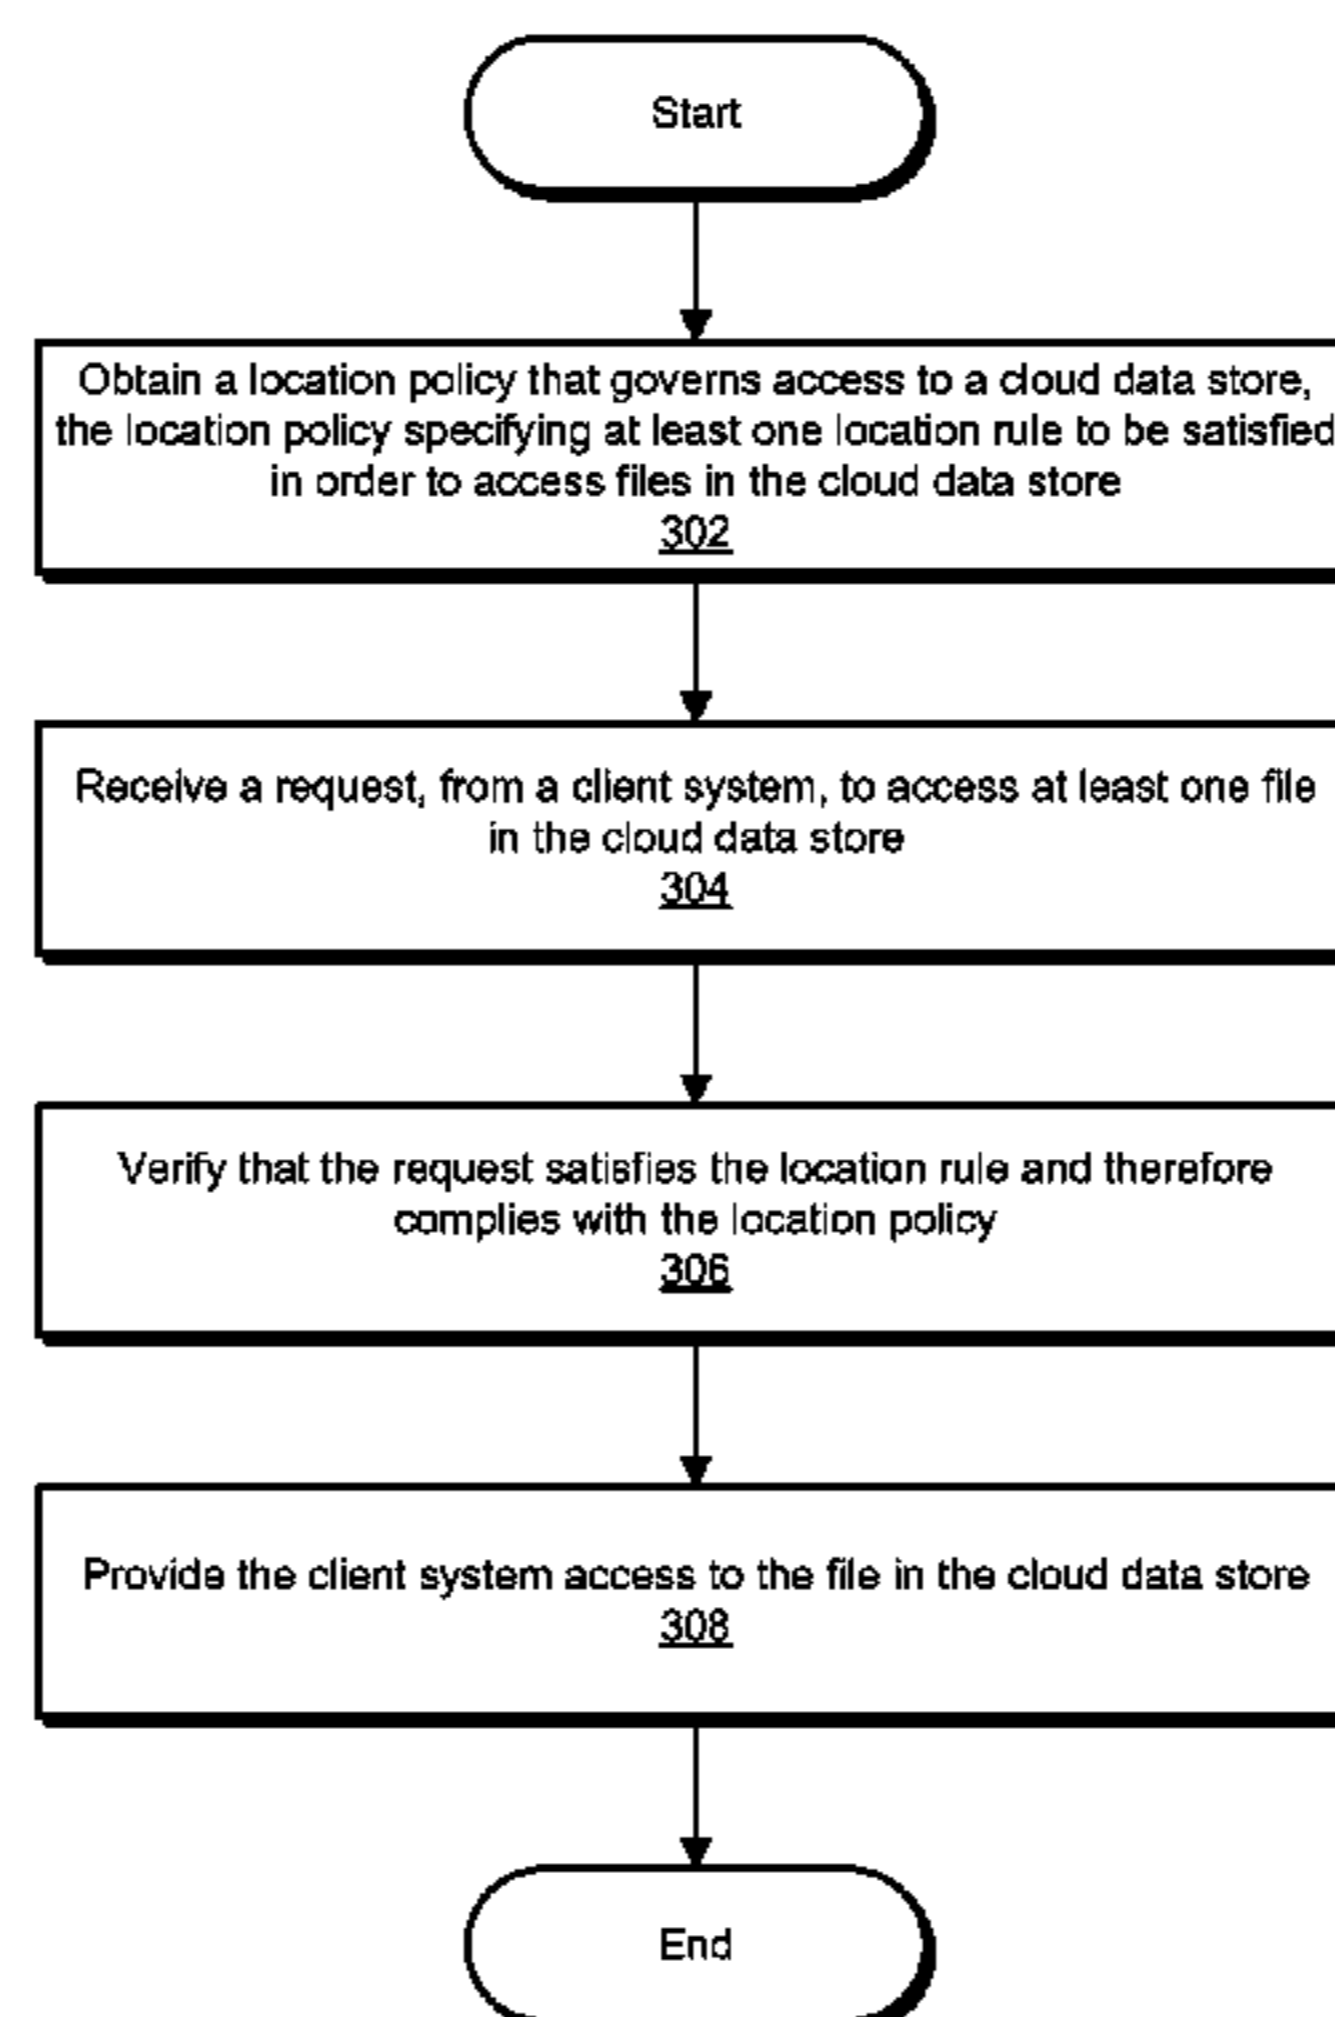 Start
Obtain a location policy that governs access to a cloud data store,
the location policy specifying at least one location rule to be satisfied
in order to access files in the cloud data store
302
Receive a request, from a client system, to access at least one file
in the cloud data store
304
Verify that the request satisfies the location rule and therefore
complies with the location policy
306
Provide the client system access to the file in the cloud data store
308
End